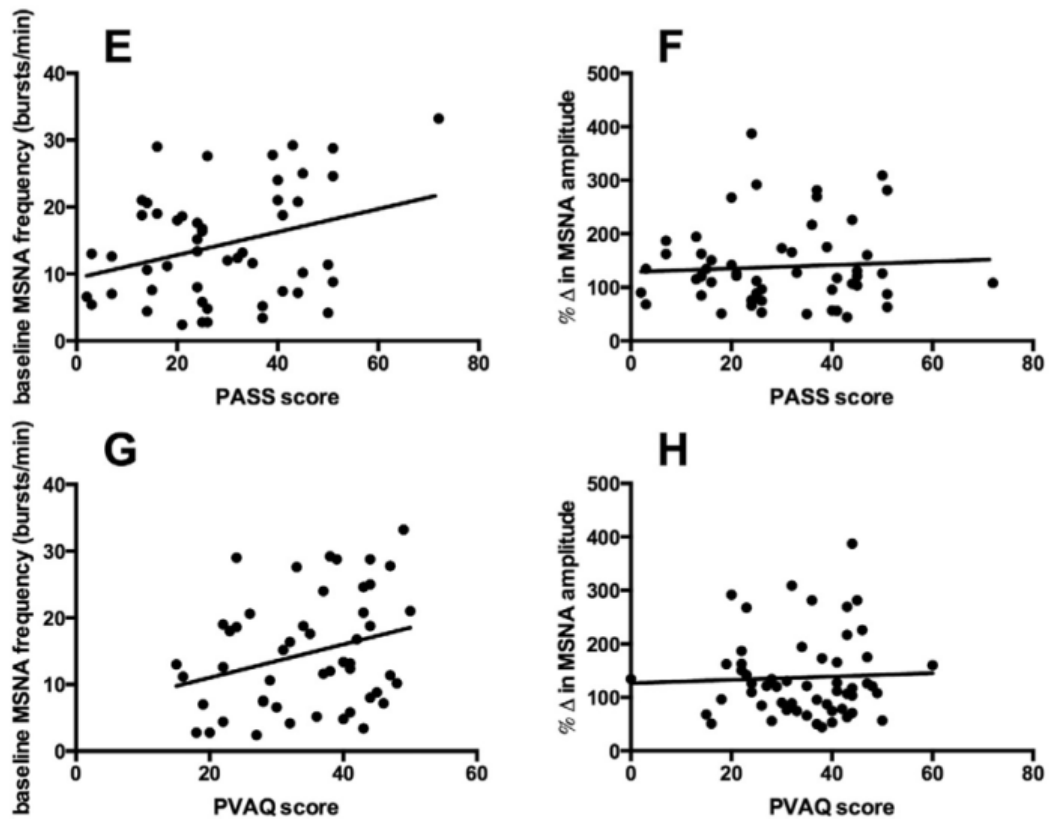 E
baseline MSNA frequency (bursts/min)
40
30
20
10
0
0 20 40 60 80
PASS score
F
% Δ in MSNA amplitude
500
400
300
200
100
0
0 20 40 60 80
PASS score
G
baseline MSNA frequency (bursts/min)
40
30
20
10
0
0 20 40 60
PVAQ score
H
% Δ in MSNA amplitude
500
400
300
200
100
0
0 20 40 60 80
PVAQ score